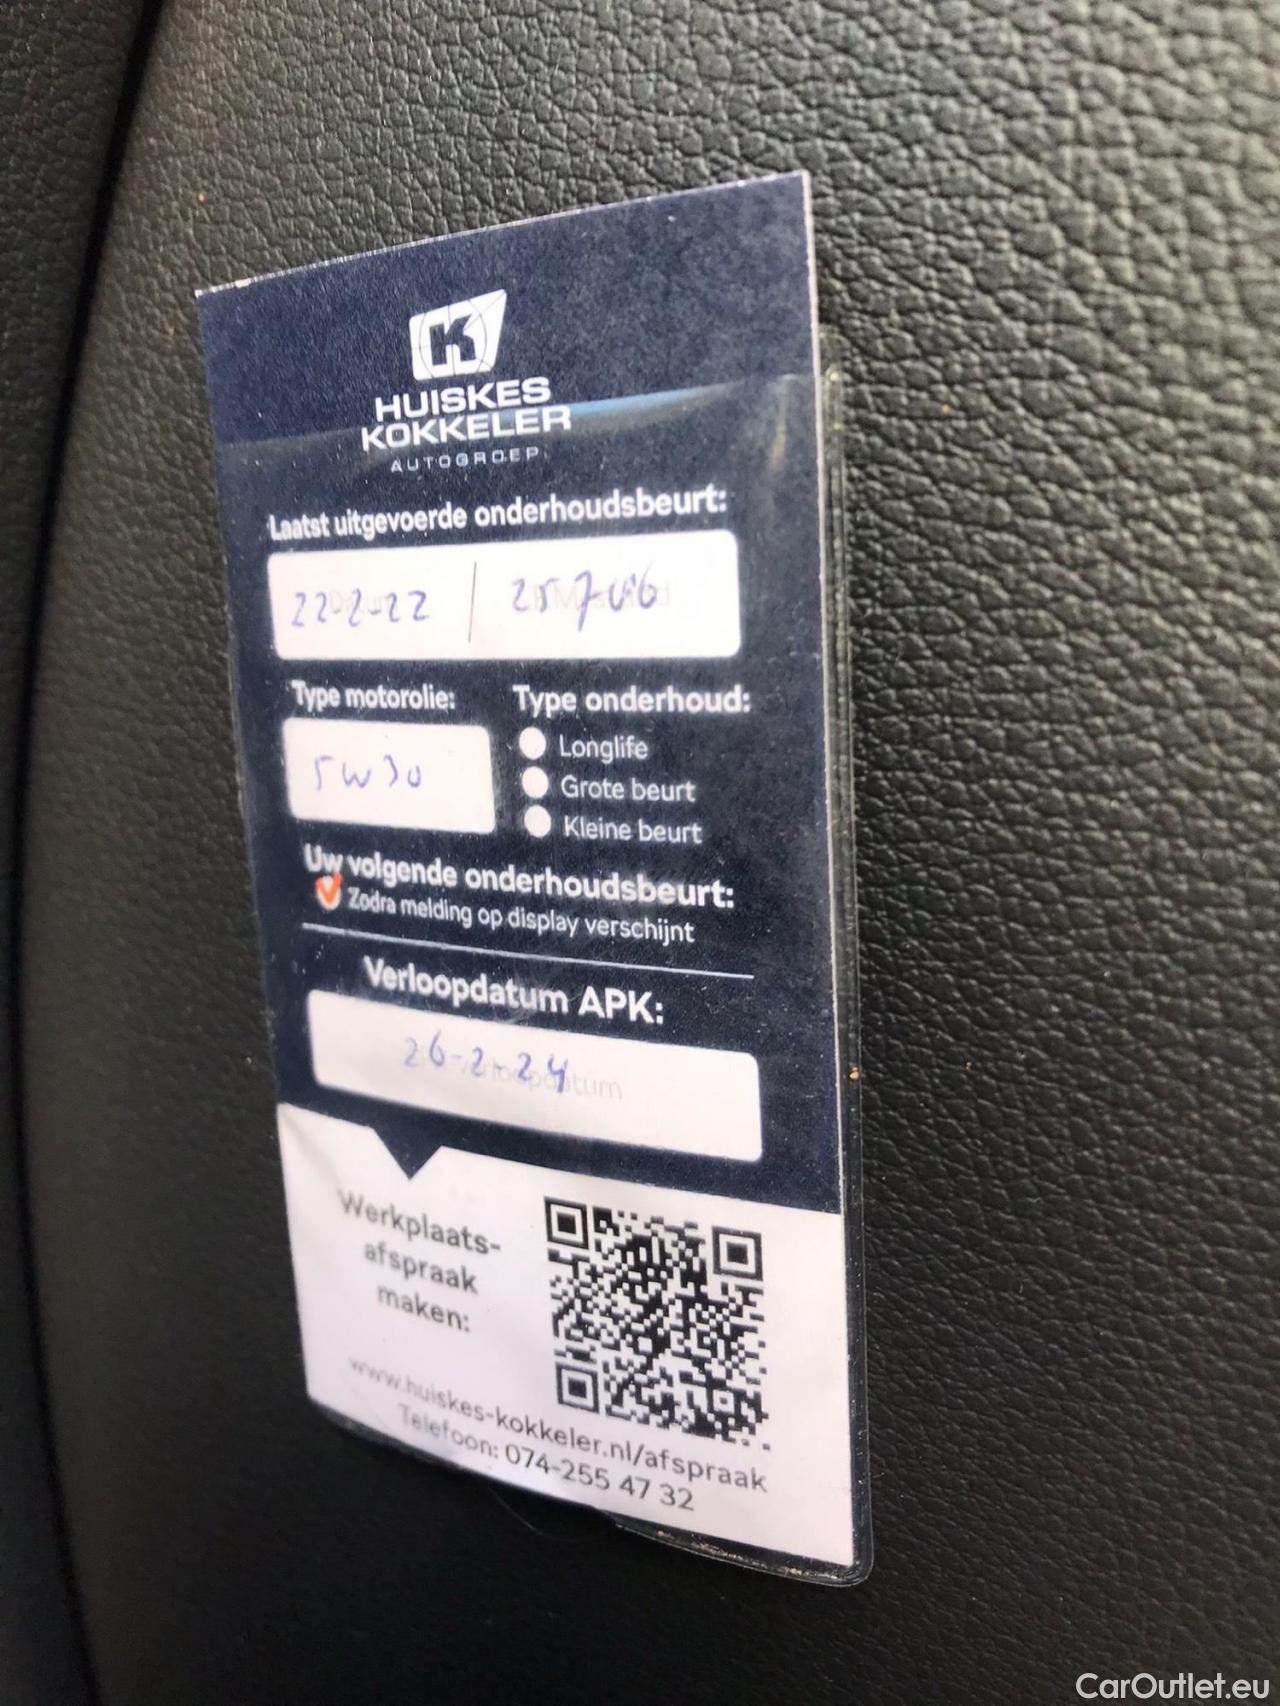 K
HUISKES
KOKKELER
AUTOGROEP
Laatst uitgevoerde onderhoudsbeurt:
22-2-22
Type motorolie:
5W30
Type onderhoud:
Longlife
Grote beurt
Kleine beurt
Uw volgende onderhoudsbeurt:
Zodra melding op display verschijnt
Verloopdatum APK:
26-2-24
Werkplaats-
afspraak
maken:
www.huiskes-kokkeler.nl/afspraak
Telefoon: 074-255 47 32
CarOutlet.eu